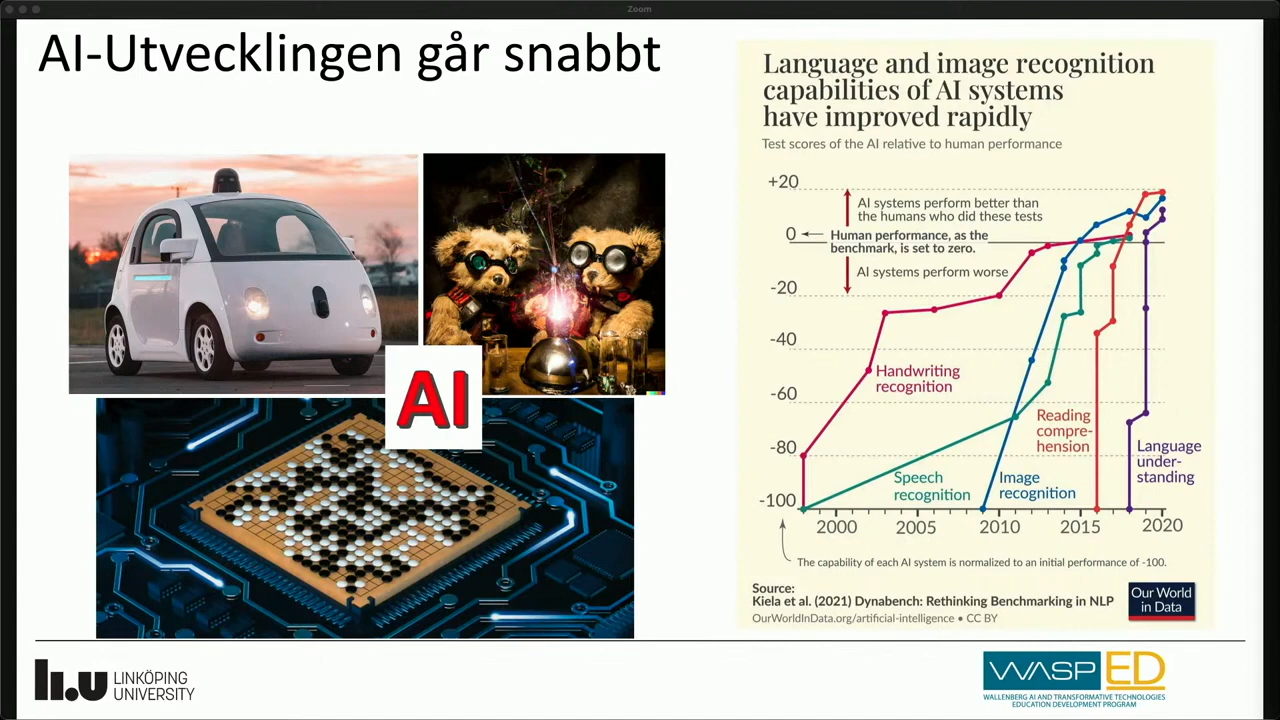 Zoom
AI-Utvecklingen går snabbt
AI
Language and image recognition
capabilities of AI systems
have improved rapidly
Test scores of the AI relative to human performance
+20
AI systems perform better than
the humans who did these tests
0
Human performance, as the
benchmark, is set to zero.
AI systems perform worse
-20
-40
-60
-80
-100
Handwriting
recognition
Speech
recognition
Image
recognition
Reading
compre-
hension
Language
under-
standing
2000 2005 2010 2015 2020
The capability of each AI system is normalized to an initial performance of -100.
Source:
Kiela et al. (2021) Dynabench: Rethinking Benchmarking in NLP
OurWorldInData.org/artificial-intelligence • CC BY
Our World
in Data
li.u LINKÖPING
UNIVERSITY
WASP ED
WALLENBERG AI AND TRANSFORMATIVE TECHNOLOGIES
EDUCATION DEVELOPMENT PROGRAM